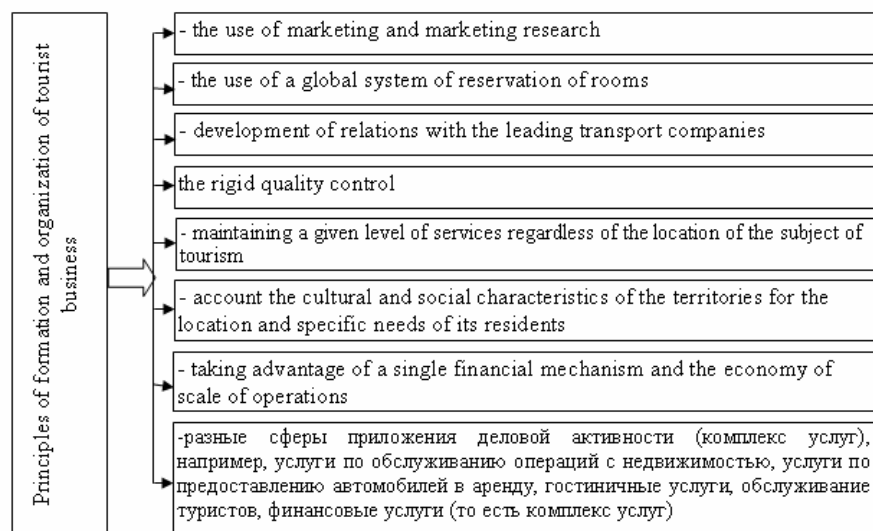 Principles of formation and organization of tourist
business
- the use of marketing and marketing research
- the use of a global system of reservation of rooms
- development of relations with the leading transport companies
the rigid quality control
- maintaining a given level of services regardless of the location of the subject of
tourism
- account the cultural and social characteristics of the territories for the
location and specific needs of its residents
- taking advantage of a single financial mechanism and the economy of
scale of operations
-разные сферы приложения деловой активности (комплекс услуг),
например, услуги по обслуживанию операций с недвижимостью, услуги по
предоставлению автомобилей в аренду, гостиничные услуги, обслуживание
туристов, финансовые услуги (то есть комплекс услуг)